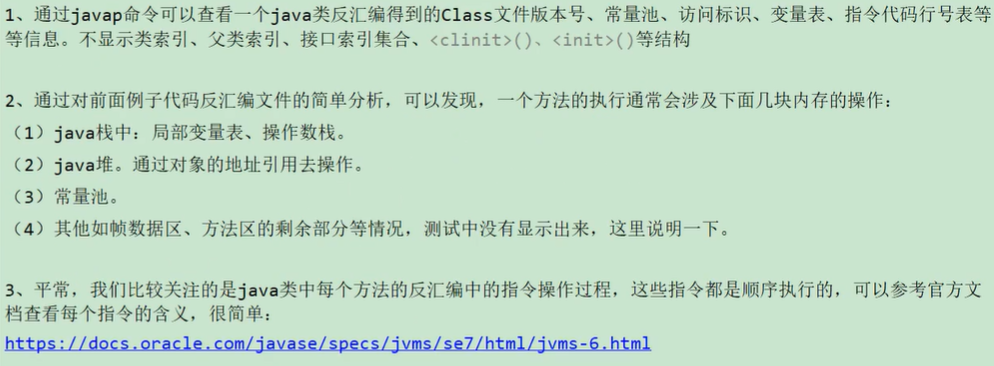 1、通过javap命令可以查看一个java类反汇编得到的Class文件版本号、常量池、访问标识、变量表、指令代码行号表等
等信息。不显示类索引、父类索引、接口索引集合、<clinit>()、<init>()等结构
2、通过对前面例子代码反汇编文件的简单分析，可以发现，一个方法的执行通常会涉及下面几块内存的操作：
（1）java栈中：局部变量表、操作数栈。
（2）java堆。通过对象的地址引用去操作。
（3）常量池。
（4）其他如帧数据区、方法区的剩余部分等情况，测试中没有显示出来，这里说明一下。
3、平常，我们比较关注的是java类中每个方法的反汇编中的指令操作过程，这些指令都是顺序执行的，可以参考官方文
档查看每个指令的含义，很简单：
https://docs.oracle.com/javase/specs/jvms/se7/html/jvms-6.html